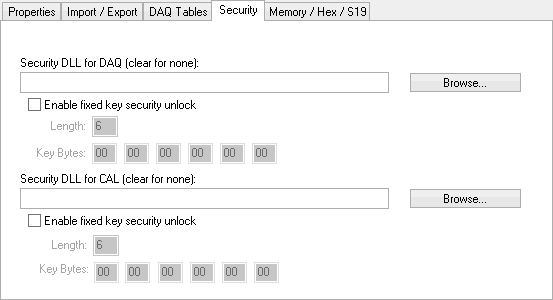 Properties Import / Export DAQ Tables Security Memory / Hex / S19
Security DLL for DAQ (clear for none):
Browse...
Enable fixed key security unlock
Length: 6
Key Bytes: 00 00 00 00 00 00
Security DLL for CAL (clear for none):
Browse...
Enable fixed key security unlock
Length: 6
Key Bytes: 00 00 00 00 00 00